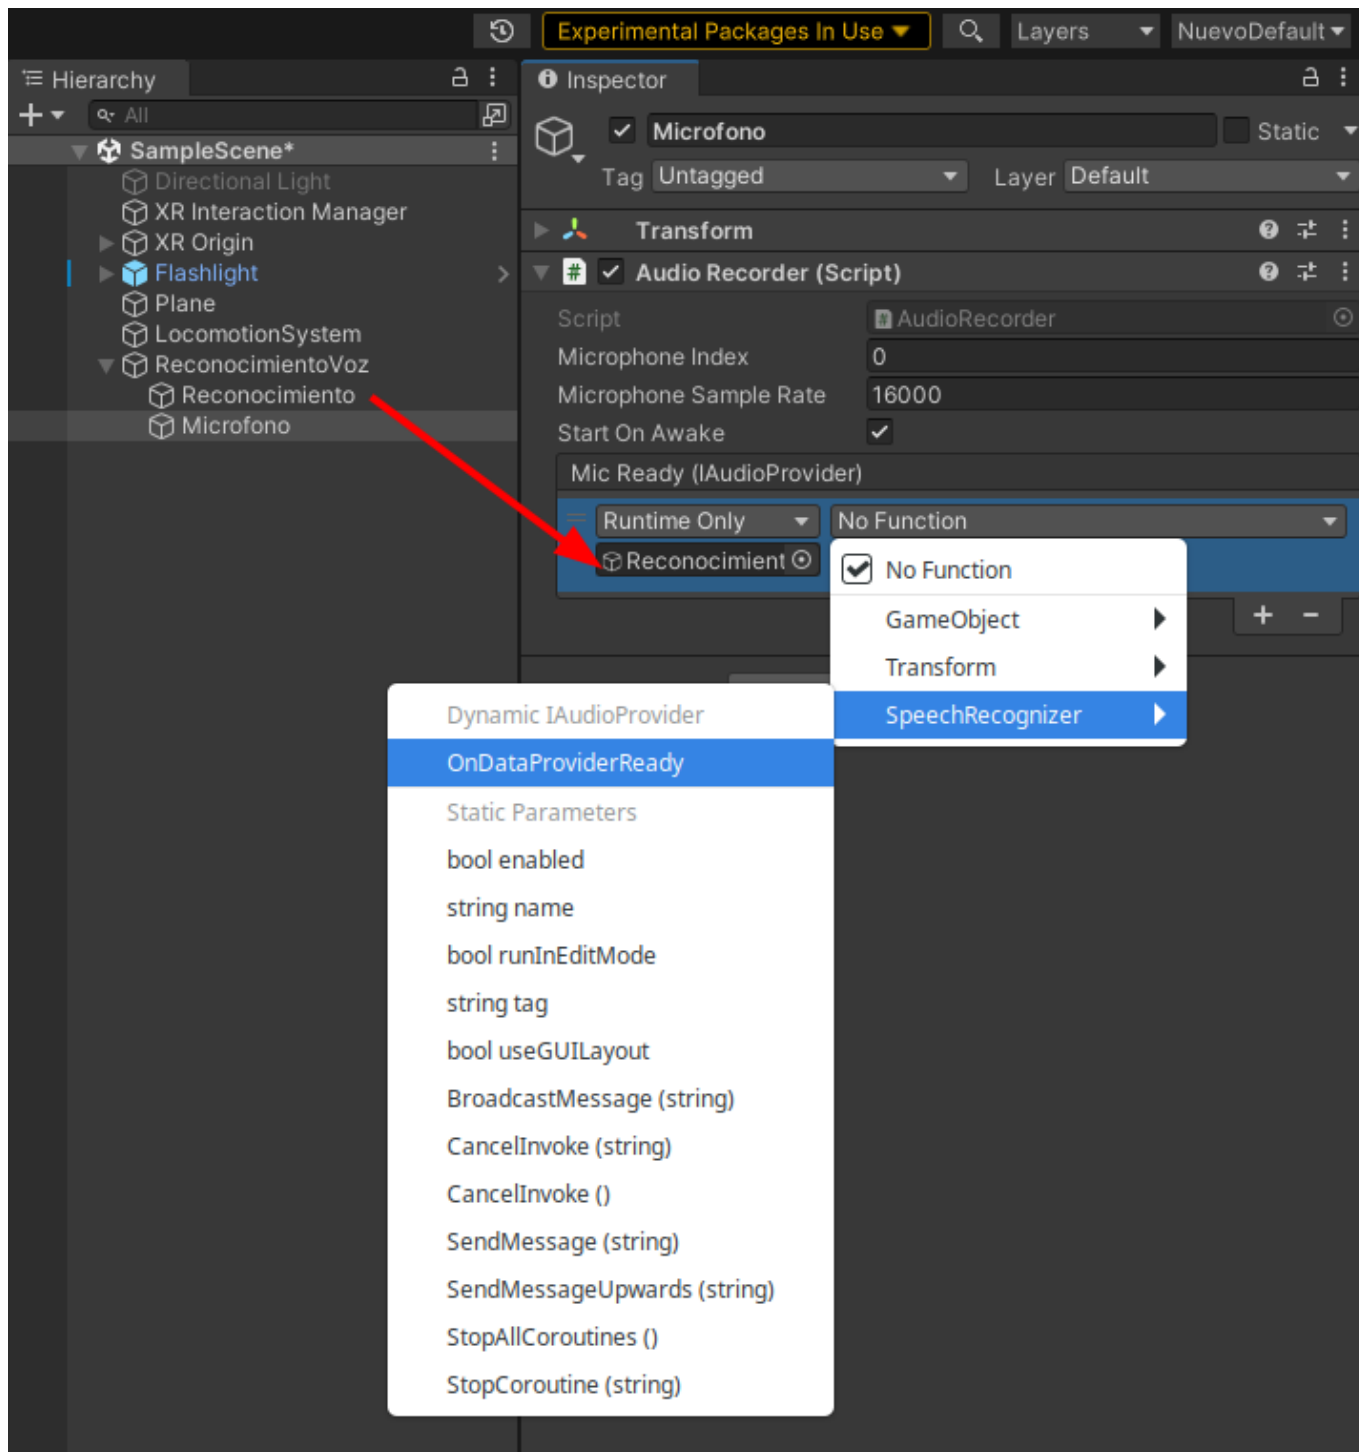 Experimental Packages In Use
Layers
NuevoDefault
Hierarchy
All
SampleScene*
Directional Light
XR Interaction Manager
XR Origin
Flashlight
Plane
LocomotionSystem
ReconocimientoVoz
Reconocimiento
Microfono
Inspector
Microfono
Static
Tag Untagged
Layer Default
Transform
# Audio Recorder (Script)
Script # AudioRecorder
Microphone Index 0
Microphone Sample Rate 16000
Start On Awake
Mic Ready (IAudioProvider)
Runtime Only
No Function
Reconocimient
No Function
GameObject
Transform
SpeechRecognizer
Dynamic IAudioProvider
OnDataProviderReady
Static Parameters
bool enabled
string name
bool runInEditMode
string tag
bool useGUILayout
BroadcastMessage (string)
CancelInvoke (string)
CancelInvoke ()
SendMessage (string)
SendMessageUpwards (string)
StopAllCoroutines ()
StopCoroutine (string)